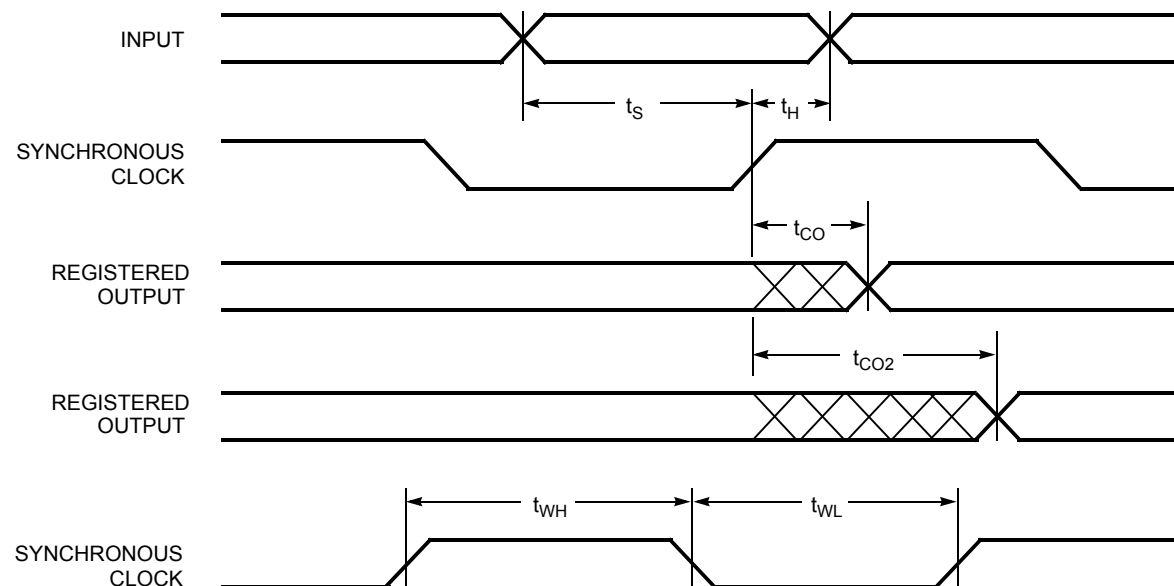 INPUT
t_S
t_H
SYNCHRONOUS
CLOCK
t_CO
REGISTERED
OUTPUT
t_CO2
REGISTERED
OUTPUT
t_WH
t_WL
SYNCHRONOUS
CLOCK